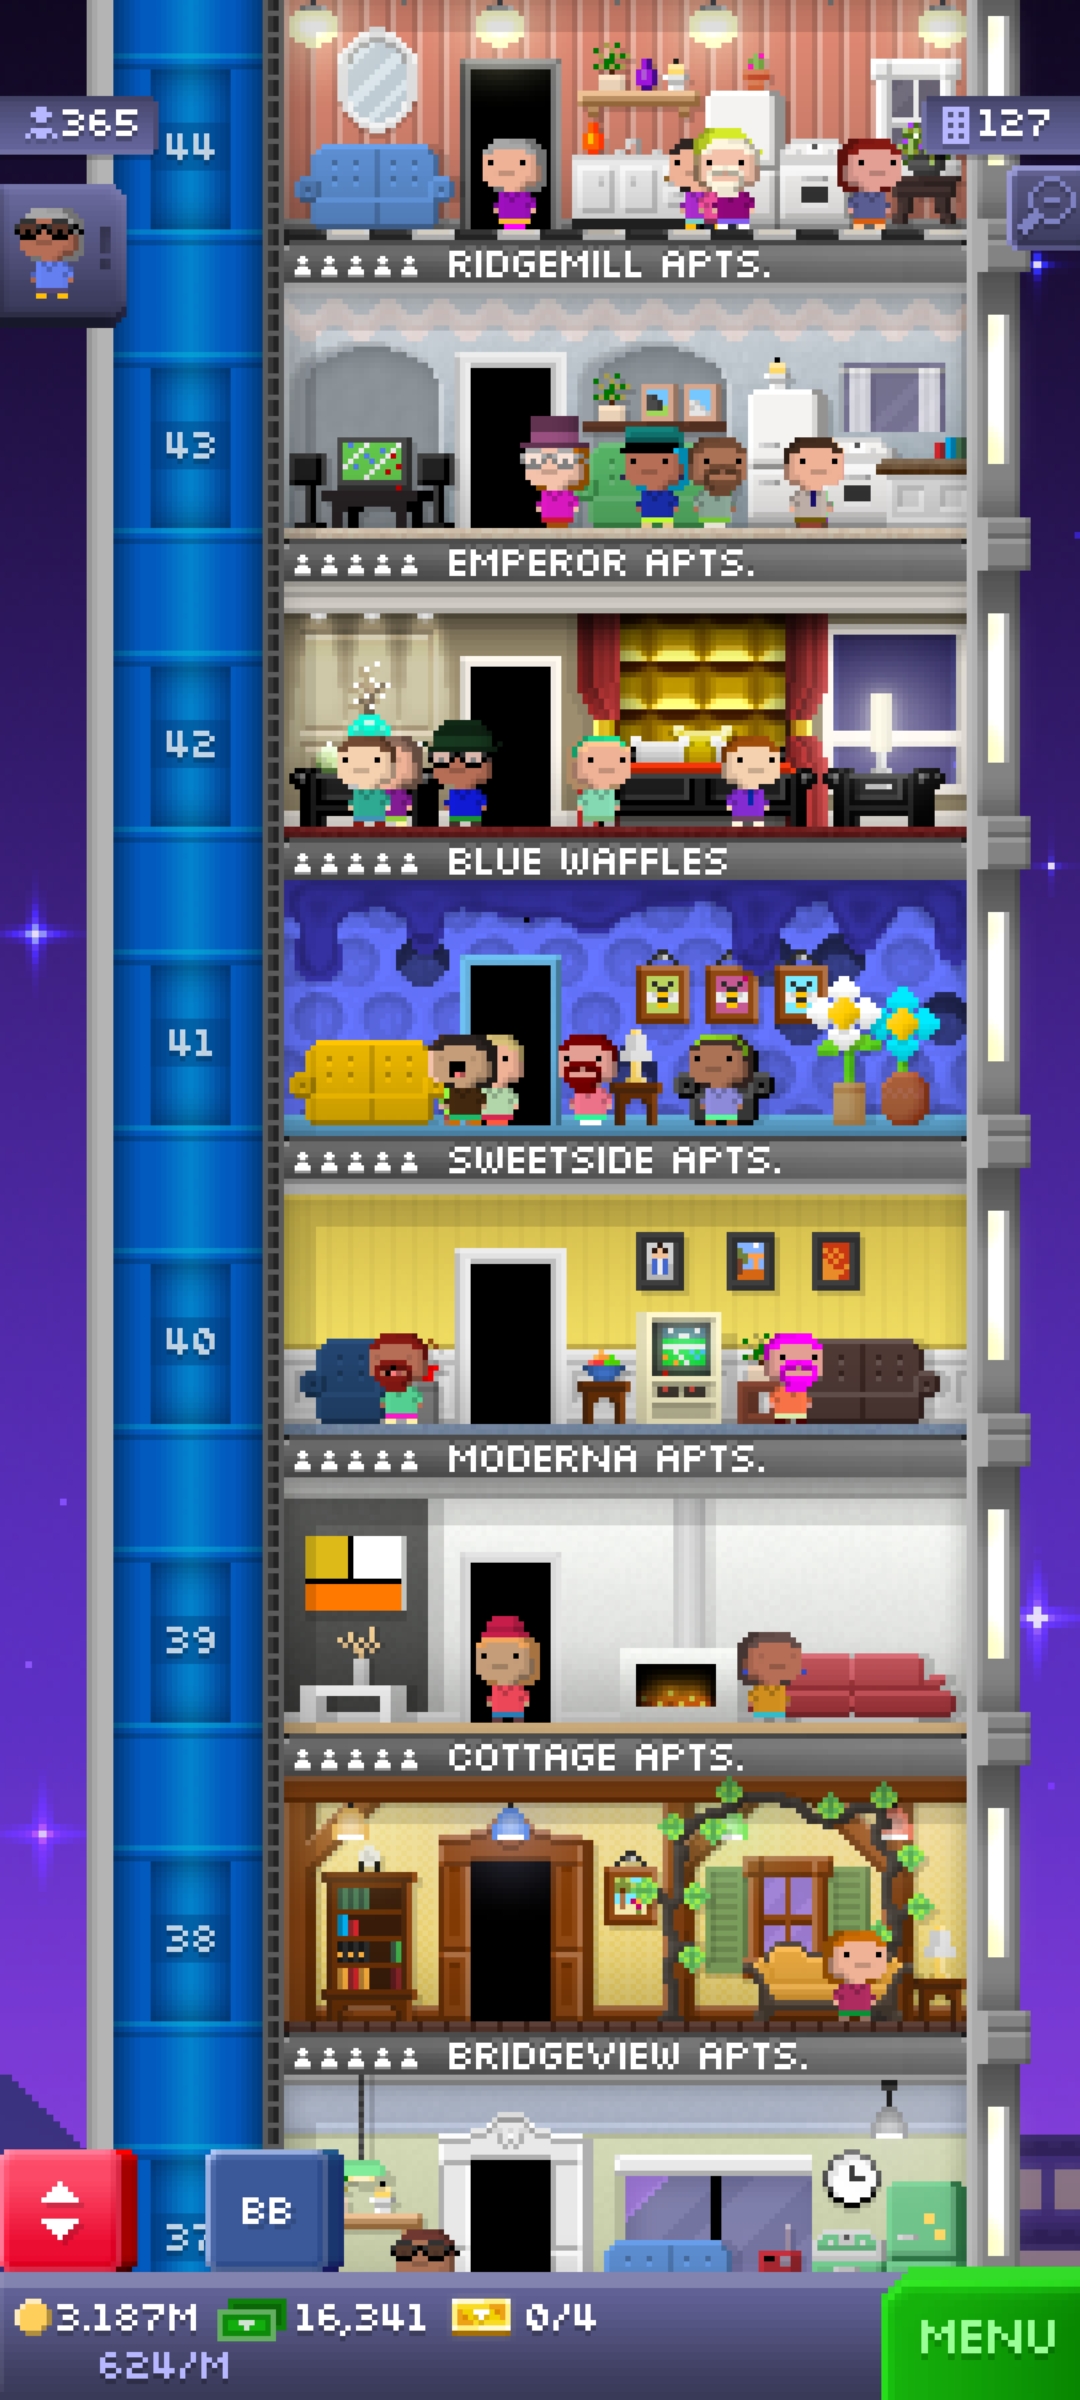 365
127
44
RIDGEMILL APTS.
43
EMPEROR APTS.
42
BLUE WAFFLES
41
SWEETSIDE APTS.
40
MODERNA APTS.
39
COTTAGE APTS.
38
BRIDGEVIEW APTS.
37
BB
3.187M 16,341 0/4
624/M
MENU